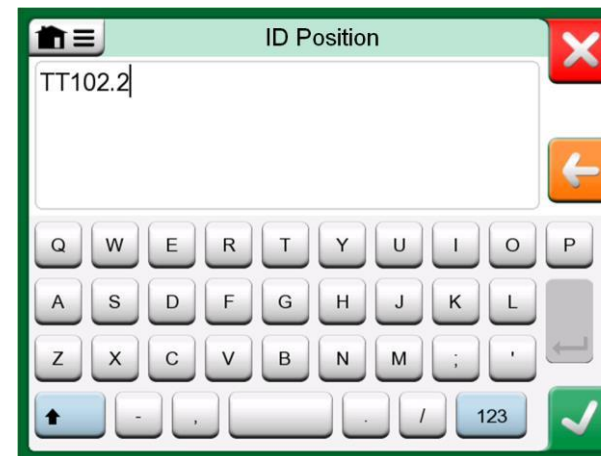 ID Position
TT102.2
Q W E R T Y U I O P
A S D F G H J K L
Z X C V B N M ; '
- , . / 123